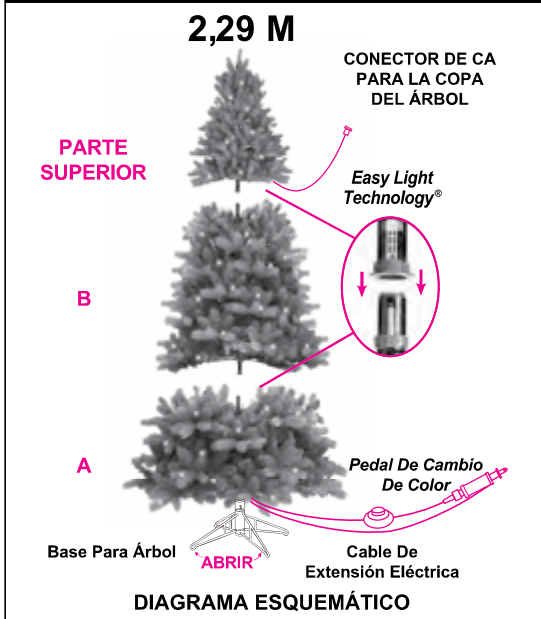 2,29 M
CONECTOR DE CA
PARA LA COPA
DEL ÁRBOL
PARTE
SUPERIOR
Easy Light
Technology®
B
A
Pedal De Cambio
De Color
Base Para Árbol
ABRIR
Cable De
Extensión Eléctrica
DIAGRAMA ESQUEMÁTICO